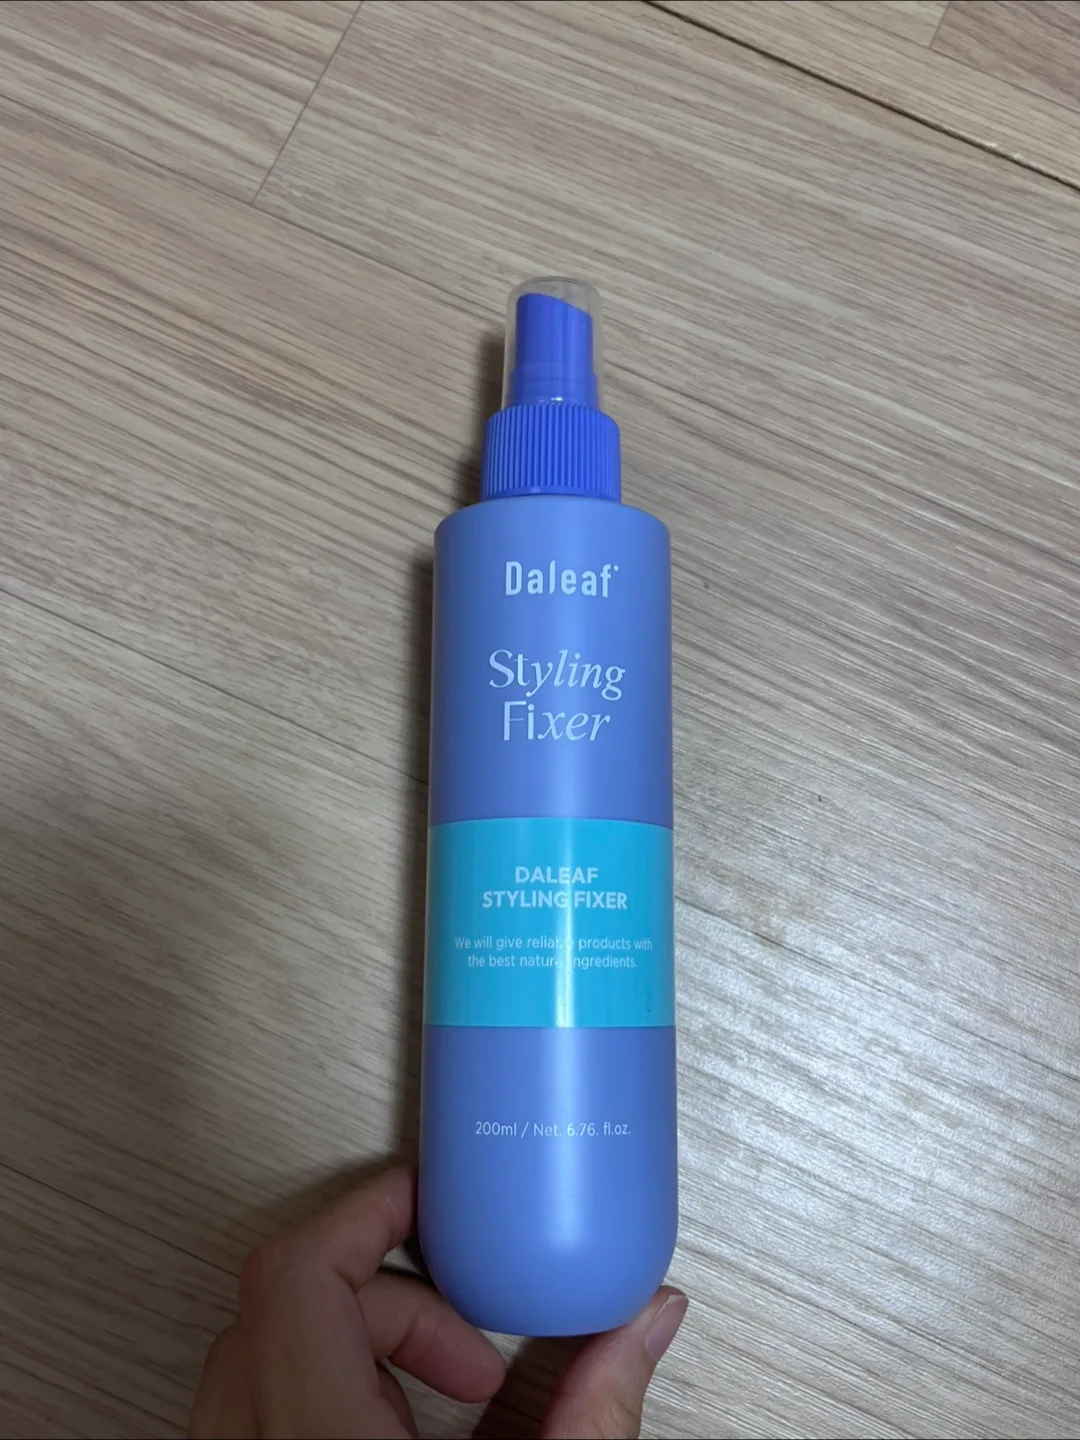 Daleaf
Styling
Fixer
DALEAF
STYLING FIXER
We will give reliable products with
the best natural ingredients.
200ml / Net. 6.76. fl.oz.